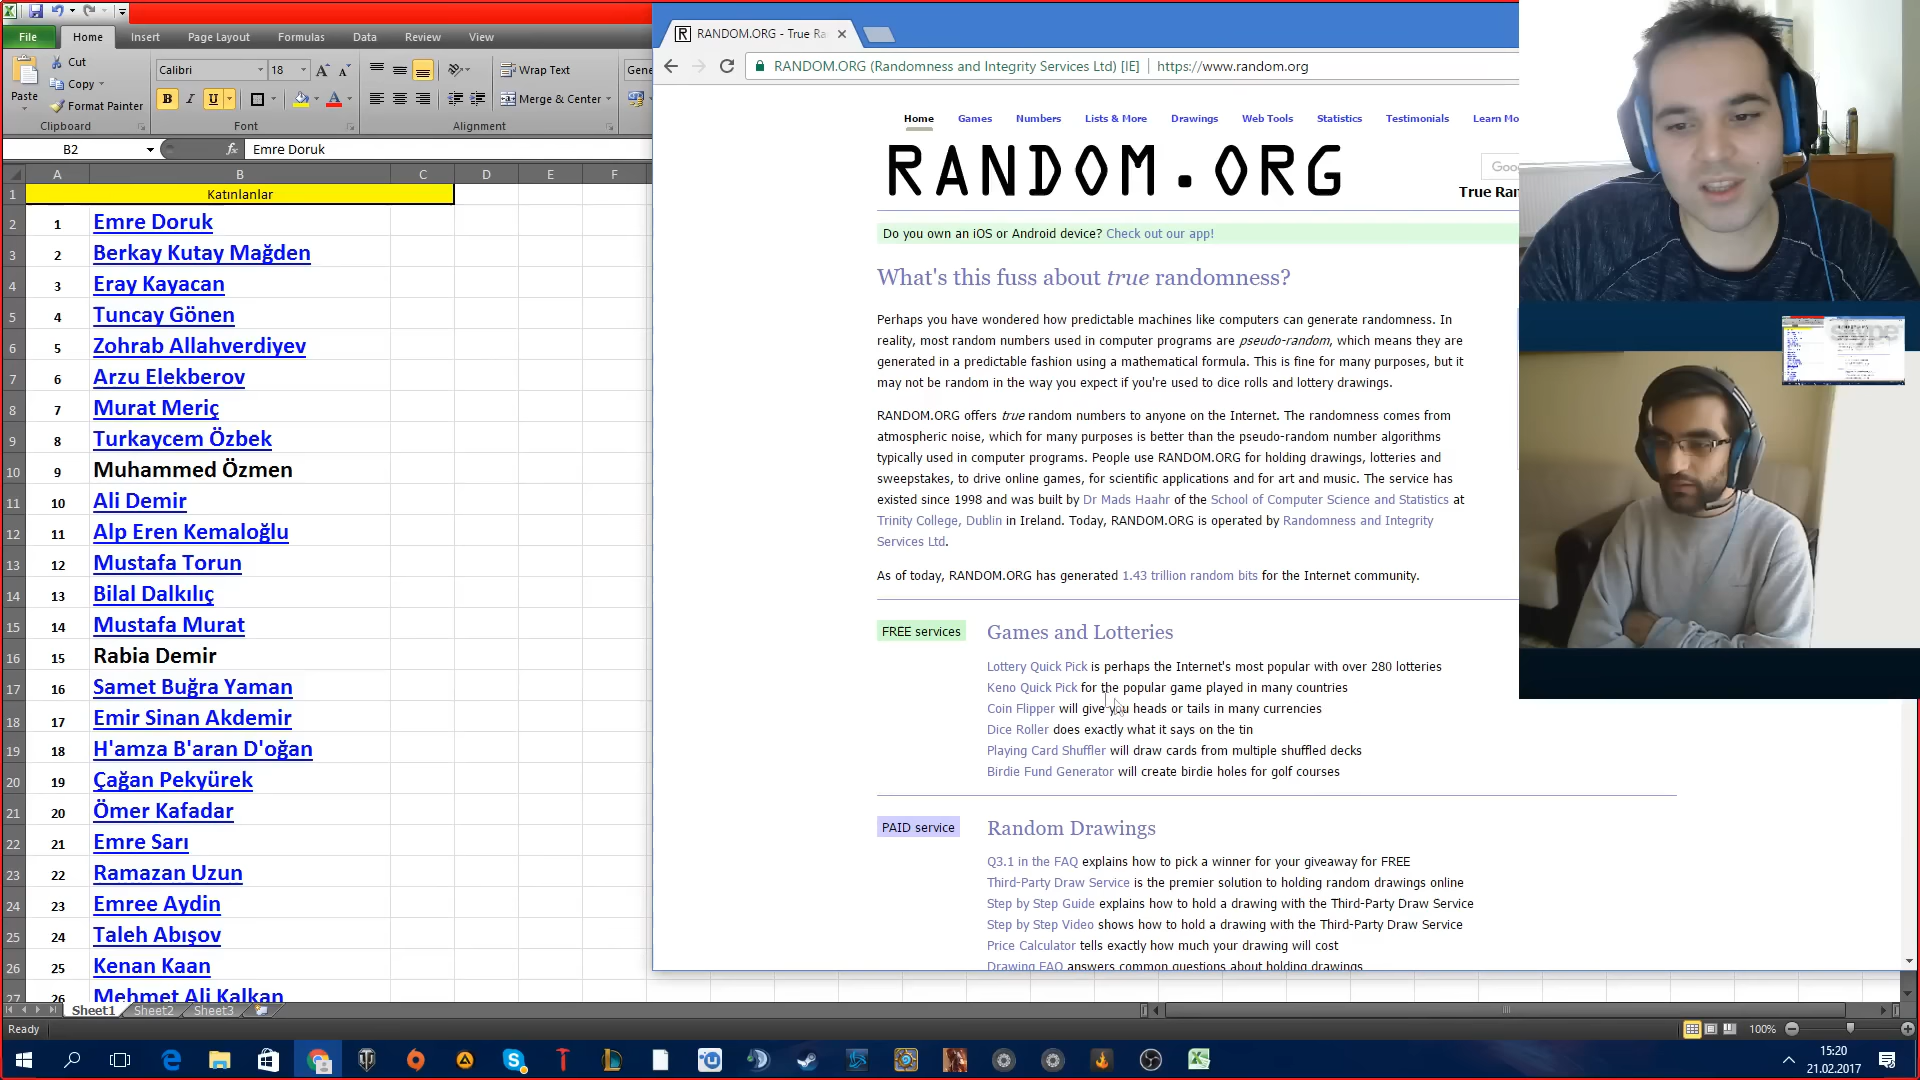 File
Home
Insert
Page Layout
Formulas
Data
Review
View
Cut
Copy
Format Painter
Paste
Clipboard
Calibri
18
B I U
Font
Wrap Text
Merge & Center
Alignment
Gene
B2
fx
Emre Doruk
A B C D E F
1 Katınlanlar
2 1 Emre Doruk
3 2 Berkay Kutay Mağden
4 3 Eray Kayacan
5 4 Tuncay Gönen
6 5 Zohrab Allahverdiyev
7 6 Arzu Elekberov
8 7 Murat Meriç
9 8 Turkaycem Özbek
10 9 Muhammed Özmen
11 10 Ali Demir
12 11 Alp Eren Kemaloğlu
13 12 Mustafa Torun
14 13 Bilal Dalkılıç
15 14 Mustafa Murat
16 15 Rabia Demir
17 16 Samet Buğra Yaman
18 17 Emir Sinan Akdemir
19 18 H'amza B'aran D'oğan
20 19 Çağan Pekyürek
21 20 Ömer Kafadar
22 21 Emre Sarı
23 22 Ramazan Uzun
24 23 Emree Aydin
25 24 Taleh Abışov
26 25 Kenan Kaan
27 26 Mehmet Ali Kalkan
Sheet1 Sheet2 Sheet3
Ready
100%
RANDOM.ORG - True Ra
RANDOM.ORG (Randomness and Integrity Services Ltd) [IE] | https://www.random.org
Home
Games
Numbers
Lists & More
Drawings
Web Tools
Statistics
Testimonials
Learn Mo
RANDOM.ORG
Goo
True Ran
Do you own an iOS or Android device? Check out our app!
What's this fuss about true randomness?
Perhaps you have wondered how predictable machines like computers can generate randomness. In
reality, most random numbers used in computer programs are pseudo-random, which means they are
generated in a predictable fashion using a mathematical formula. This is fine for many purposes, but it
may not be random in the way you expect if you're used to dice rolls and lottery drawings.
RANDOM.ORG offers true random numbers to anyone on the Internet. The randomness comes from
atmospheric noise, which for many purposes is better than the pseudo-random number algorithms
typically used in computer programs. People use RANDOM.ORG for holding drawings, lotteries and
sweepstakes, to drive online games, for scientific applications and for art and music. The service has
existed since 1998 and was built by Dr Mads Haahr of the School of Computer Science and Statistics at
Trinity College, Dublin in Ireland. Today, RANDOM.ORG is operated by Randomness and Integrity
Services Ltd.
As of today, RANDOM.ORG has generated 1.43 trillion random bits for the Internet community.
FREE services
Games and Lotteries
Lottery Quick Pick is perhaps the Internet's most popular with over 280 lotteries
Keno Quick Pick for the popular game played in many countries
Coin Flipper will give you heads or tails in many currencies
Dice Roller does exactly what it says on the tin
Playing Card Shuffler will draw cards from multiple shuffled decks
Birdie Fund Generator will create birdie holes for golf courses
PAID service
Random Drawings
Q3.1 in the FAQ explains how to pick a winner for your giveaway for FREE
Third-Party Draw Service is the premier solution to holding random drawings online
Step by Step Guide explains how to hold a drawing with the Third-Party Draw Service
Step by Step Video shows how to hold a drawing with the Third-Party Draw Service
Price Calculator tells exactly how much your drawing will cost
Drawing FAQ answers common questions about holding drawings
skype
15:20
21.02.2017